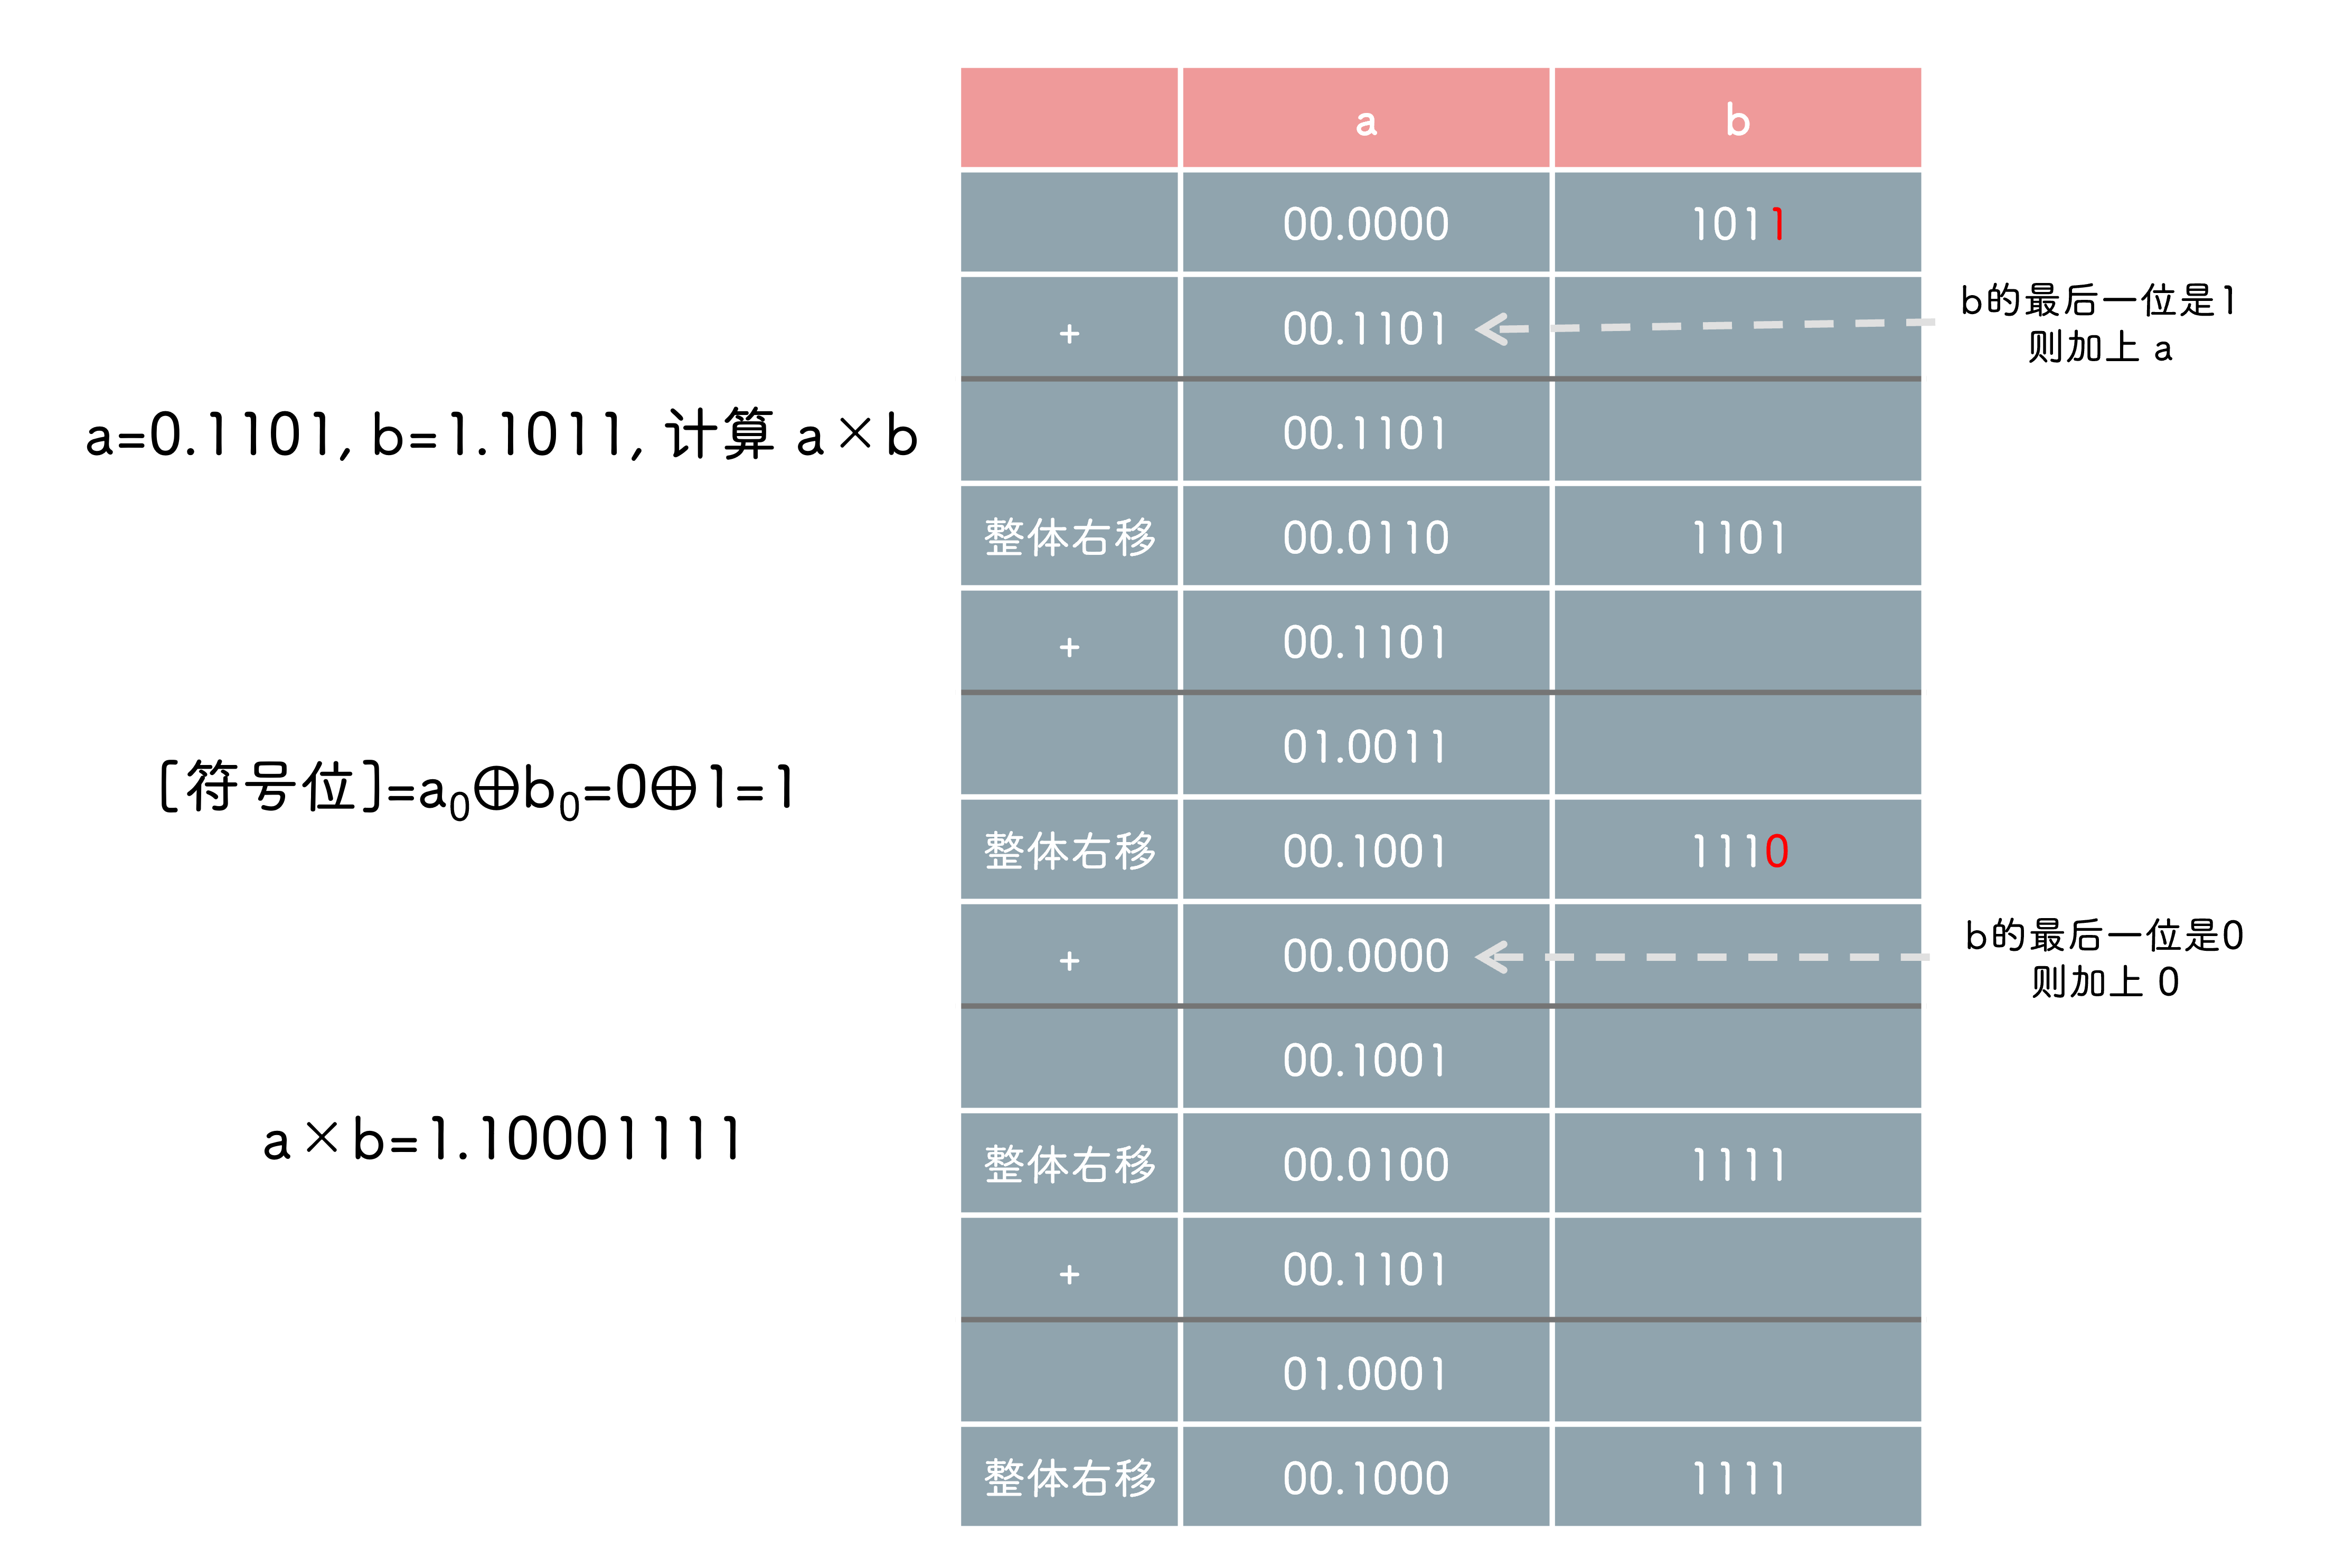 a=0.1101, b=1.1011, 计算 a×b
[符号位]=a₀⊕b₀=0⊕1=1
a×b=1.10001111
a b
00.0000 1011
+ 00.1101
00.1101
整体右移 00.0110 1101
+ 00.1101
01.0011
整体右移 00.1001 1110
+ 00.0000
00.1001
整体右移 00.0100 1111
+ 00.1101
01.0001
整体右移 00.1000 1111
b的最后一位是1
则加上 a
b的最后一位是0
则加上 0